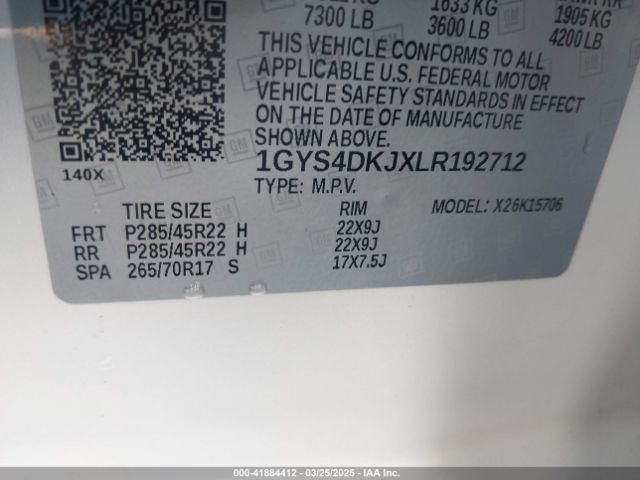 7300 LB
1633 KG
3600 LB
1905 KG
4200 LB
THIS VEHICLE CONFORMS TO ALL
APPLICABLE U.S. FEDERAL MOTOR
VEHICLE SAFETY STANDARDS IN EFFECT
ON THE DATE OF MANUFACTURE
SHOWN ABOVE.
1GYS4DKJXLR192712
140X
TYPE: M.P.V.
MODEL: X26K15706
TIRE SIZE RIM
FRT P285/45R22 H 22X9J
RR P285/45R22 H 22X9J
SPA 265/70R17 S 17X7.5J
000-41884412 - 03/25/2025 - IAA Inc.